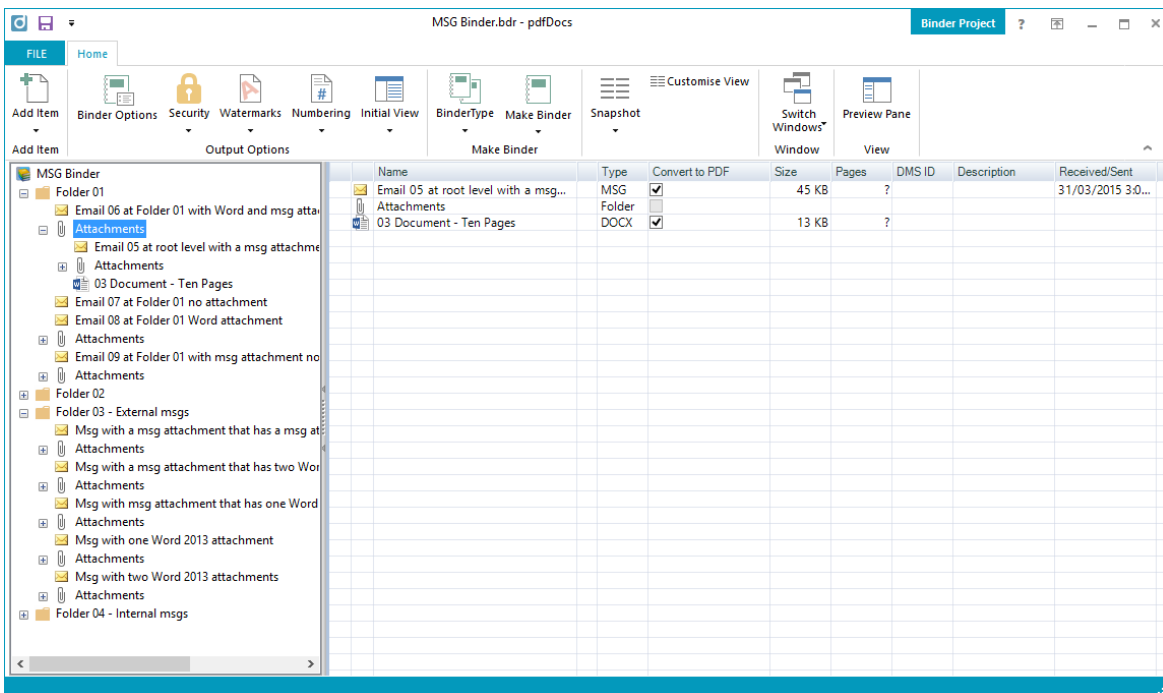 MSG Binder.bdr - pdfDocs
Binder Project
?
FILE
Home
Add Item
Binder Options
Security
Watermarks
Numbering
Initial View
BinderType
Make Binder
Snapshot
Customise View
Switch Windows
Preview Pane
Add Item
Output Options
Make Binder
Window
View
MSG Binder
Folder 01
Email 06 at Folder 01 with Word and msg atta
Attachments
Email 05 at root level with a msg attachme
Attachments
03 Document - Ten Pages
Email 07 at Folder 01 no attachment
Email 08 at Folder 01 Word attachment
Attachments
Email 09 at Folder 01 with msg attachment no
Attachments
Folder 02
Folder 03 - External msgs
Msg with a msg attachment that has a msg at
Attachments
Msg with a msg attachment that has two Wor
Attachments
Msg with msg attachment that has one Word
Attachments
Msg with one Word 2013 attachment
Attachments
Msg with two Word 2013 attachments
Attachments
Folder 04 - Internal msgs
Name Type Convert to PDF Size Pages DMS ID Description Received/Sent
Email 05 at root level with a msg... MSG 45 KB ? 31/03/2015 3:0...
Attachments Folder
03 Document - Ten Pages DOCX 13 KB ?